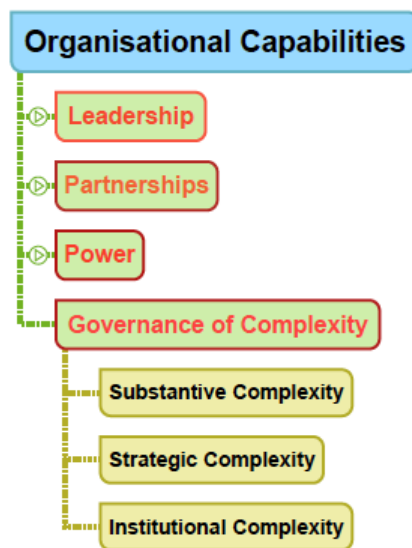 Organisational Capabilities
Leadership
Partnerships
Power
Governance of Complexity
Substantive Complexity
Strategic Complexity
Institutional Complexity